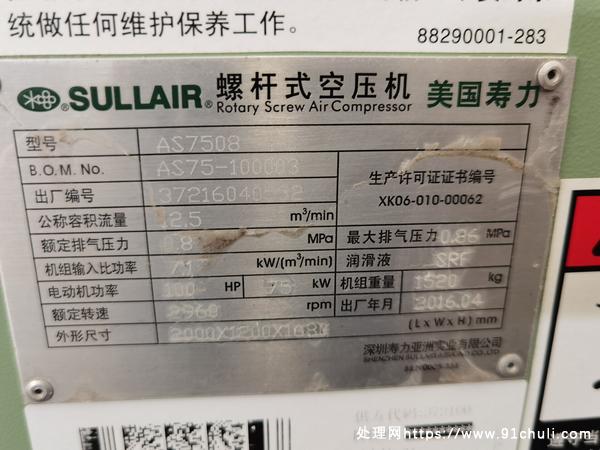 统做任何维护保养工作。
88290001-283
SULLAIR® 螺杆式空压机 美国寿力
Rotary Screw Air Compressor
型号 AS7508
B.O.M. No. AS75-100003
出厂编号
生产许可证证书编号
XK06-010-00062
公称容积流量 12.5 m³/min
额定排气压力 0.8 MPa 最大排气压力 0.86 MPa
机组输入比功率 kW/(m³/min) 润滑液 SRF
电动机功率 100 HP 75 kW 机组重量 1520 kg
额定转速 2960 rpm 出厂年月 2016.04
外形尺寸 (LxWxH) mm
深圳寿力亚洲实业有限公司
处理网https://www.91chuli.com/